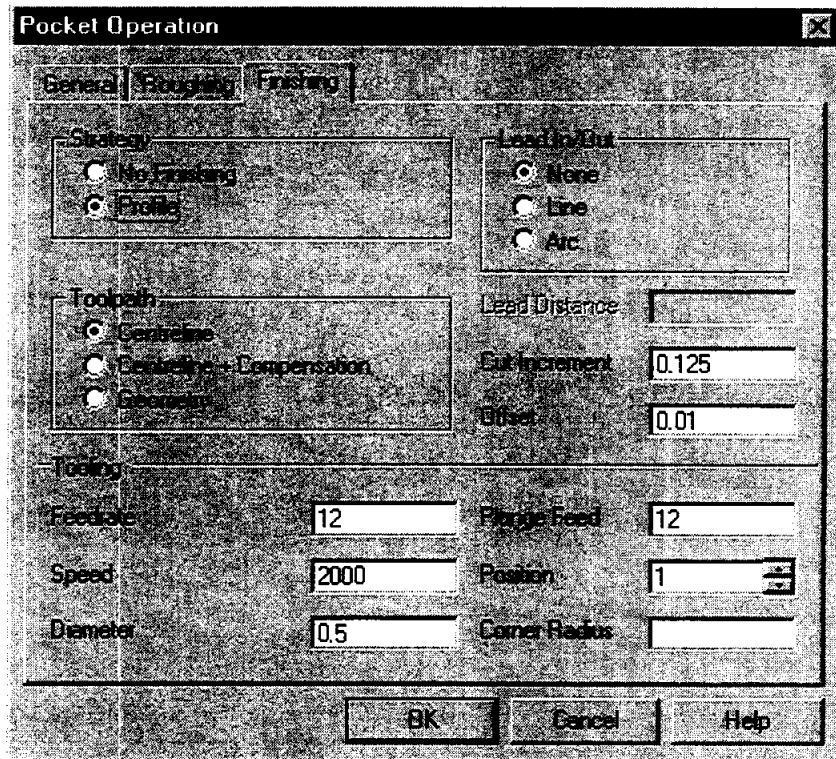 Pocket Operation
General Roughing Finishing
Strategy
No Finishing
Profile
Lead In/Out
None
Line
Arc
Toolpath
Centreline
Centreline + Compensation
Geometry
Lead Distance
Cut Increment 0.125
Offset 0.01
Tooling
Feedrate 12 Plunge Feed 12
Speed 2000 Position 1
Diameter 0.5 Corner Radius
OK Cancel Help